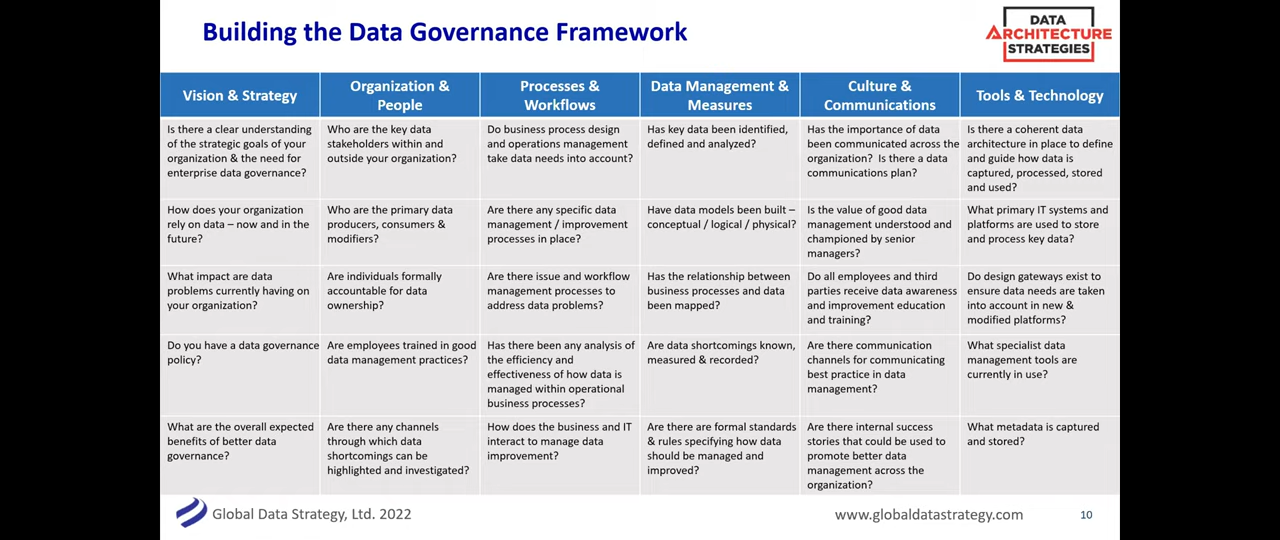 Building the Data Governance Framework
DATA
ARCHITECTURE
STRATEGIES
Vision & Strategy
Organization &
People
Processes &
Workflows
Data Management &
Measures
Culture &
Communications
Tools & Technology
Is there a clear understanding
of the strategic goals of your
organization & the need for
enterprise data governance?
Who are the key data
stakeholders within and
outside your organization?
Do business process design
and operations management
take data needs into account?
Has key data been identified,
defined and analyzed?
Has the importance of data
been communicated across the
organization? Is there a data
communications plan?
Is there a coherent data
architecture in place to define
and guide how data is
captured, processed, stored
and used?
How does your organization
rely on data – now and in the
future?
Who are the primary data
producers, consumers &
modifiers?
Are there any specific data
management / improvement
processes in place?
Have data models been built –
conceptual / logical / physical?
Is the value of good data
management understood and
championed by senior
managers?
What primary IT systems and
platforms are used to store
and process key data?
What impact are data
problems currently having on
your organization?
Are individuals formally
accountable for data
ownership?
Are there issue and workflow
management processes to
address data problems?
Has the relationship between
business processes and data
been mapped?
Do all employees and third
parties receive data awareness
and improvement education
and training?
Do design gateways exist to
ensure data needs are taken
into account in new &
modified platforms?
Do you have a data governance
policy?
Are employees trained in good
data management practices?
Has there been any analysis of
the efficiency and
effectiveness of how data is
managed within operational
business processes?
Are data shortcomings known,
measured & recorded?
Are there communication
channels for communicating
best practice in data
management?
What specialist data
management tools are
currently in use?
What are the overall expected
benefits of better data
governance?
Are there any channels
through which data
shortcomings can be
highlighted and investigated?
How does the business and IT
interact to manage data
improvement?
Are there are formal standards
& rules specifying how data
should be managed and
improved?
Are there internal success
stories that could be used to
promote better data
management across the
organization?
What metadata is captured
and stored?
Global Data Strategy, Ltd. 2022
www.globaldatastrategy.com
10